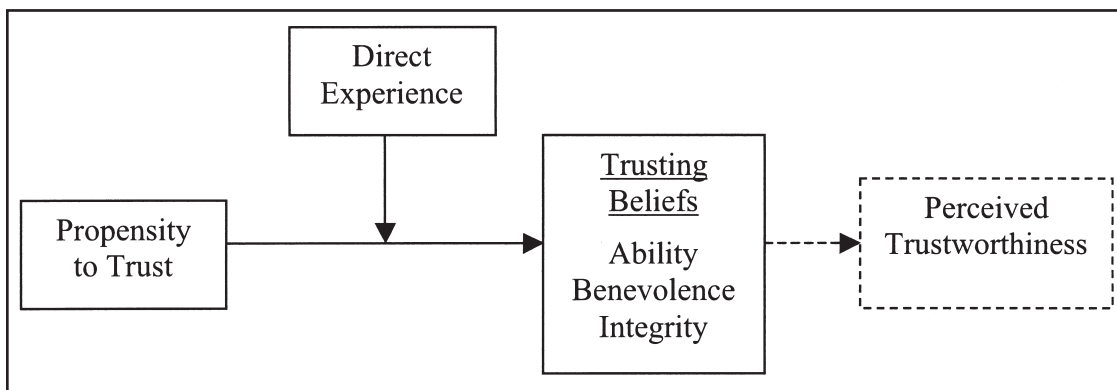 Direct
Experience
Propensity
to Trust
Trusting
Beliefs
Ability
Benevolence
Integrity
Perceived
Trustworthiness